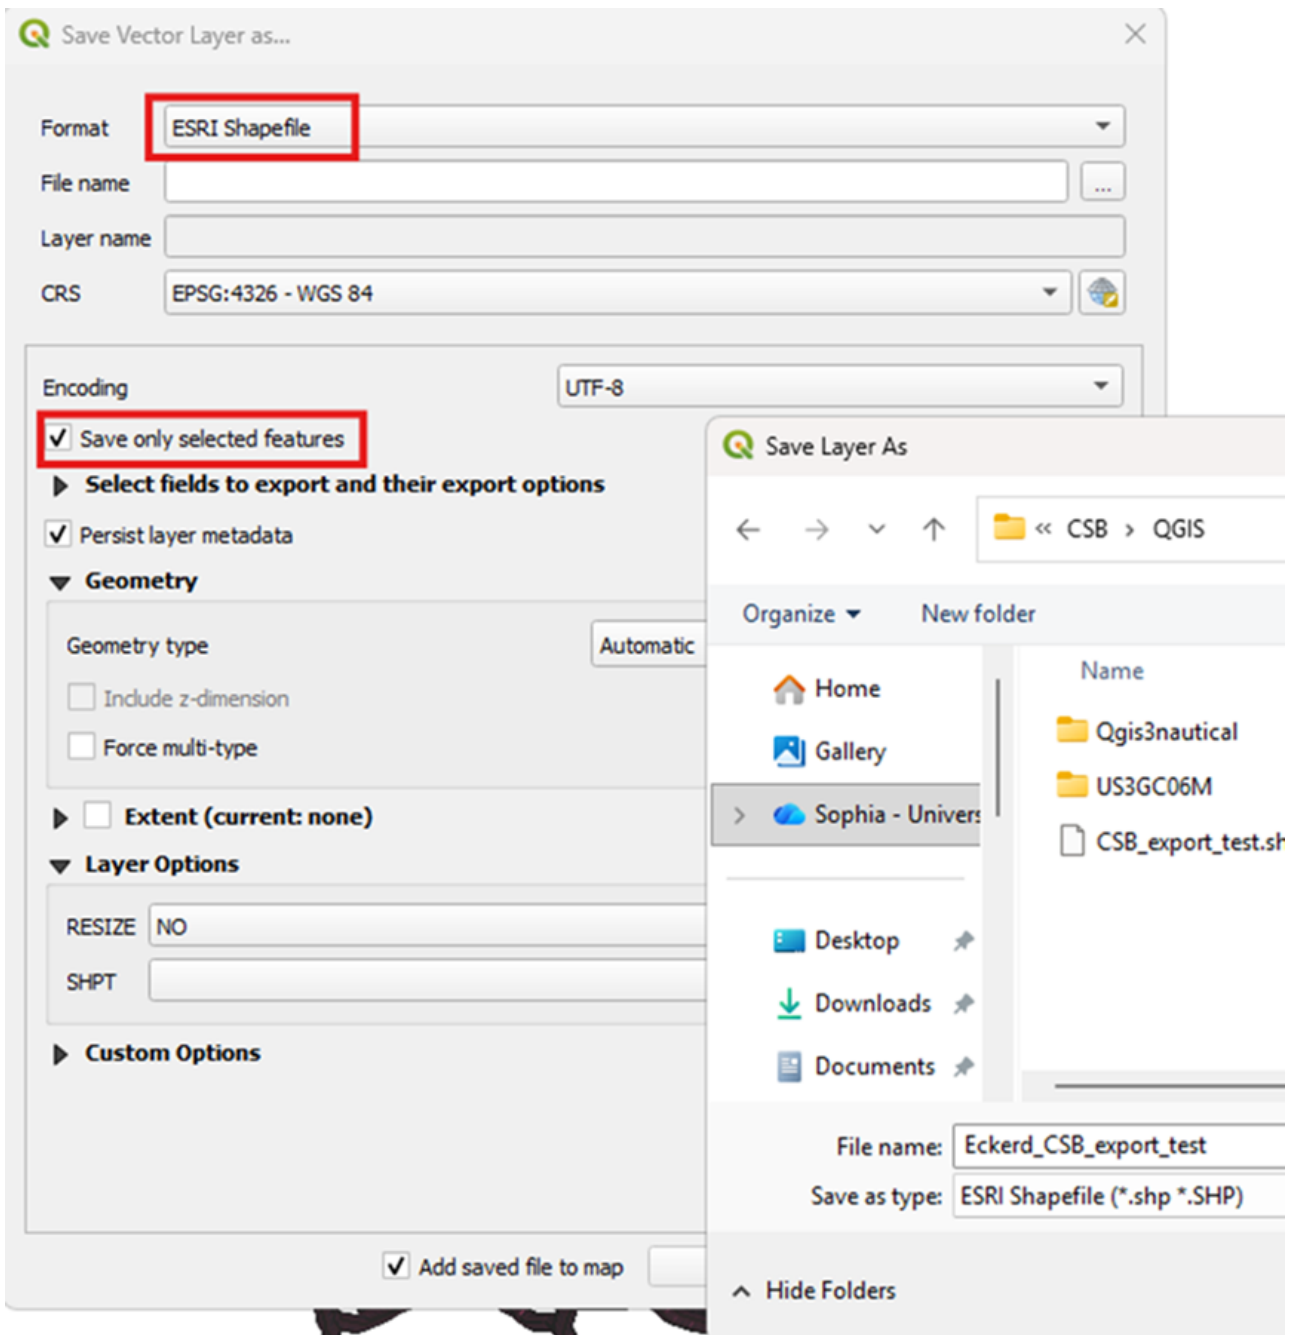 Save Vector Layer as...
Format ESRI Shapefile
File name ...
Layer name
CRS EPSG:4326 - WGS 84
Encoding UTF-8
Save only selected features
Select fields to export and their export options
Persist layer metadata
Geometry
Geometry type Automatic
Include z-dimension
Force multi-type
Extent (current: none)
Layer Options
RESIZE NO
SHPT
Custom Options
Add saved file to map
Save Layer As
« CSB > QGIS
Organize New folder
Name
Home
Gallery
Sophia - Univers
Desktop
Downloads
Documents
Qgis3nautical
US3GC06M
CSB_export_test.sh
File name: Eckerd_CSB_export_test
Save as type: ESRI Shapefile (*.shp *.SHP)
Hide Folders